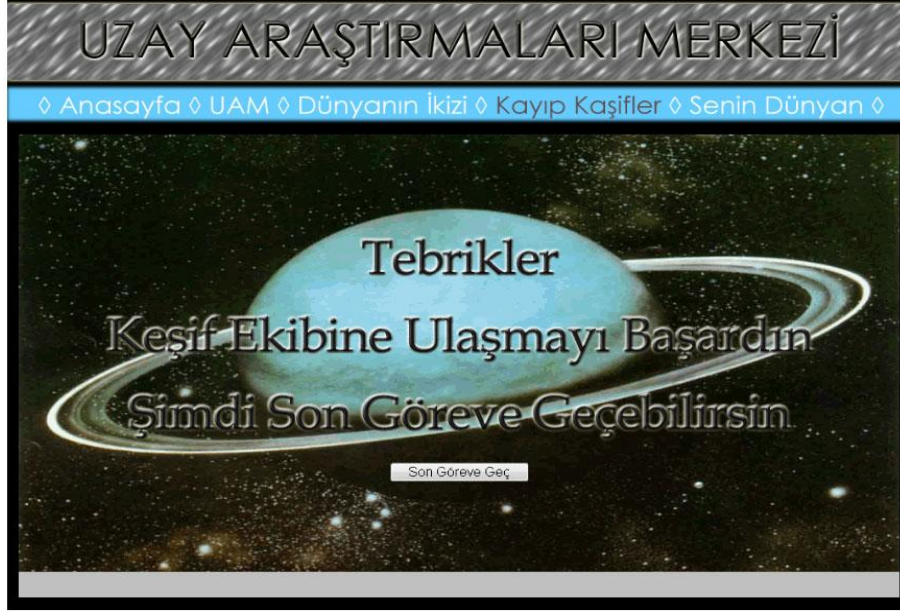 UZAY ARAŞTIRMALARI MERKEZİ
◊ Anasayfa ◊ UAM ◊ Dünyanın İkizi ◊ Kayıp Kaşifler ◊ Senin Dünyan ◊
Tebrikler
Keşif Ekibine Ulaşmayı Başardın
Şimdi Son Göreve Geçebilirsin
Son Göreve Geç